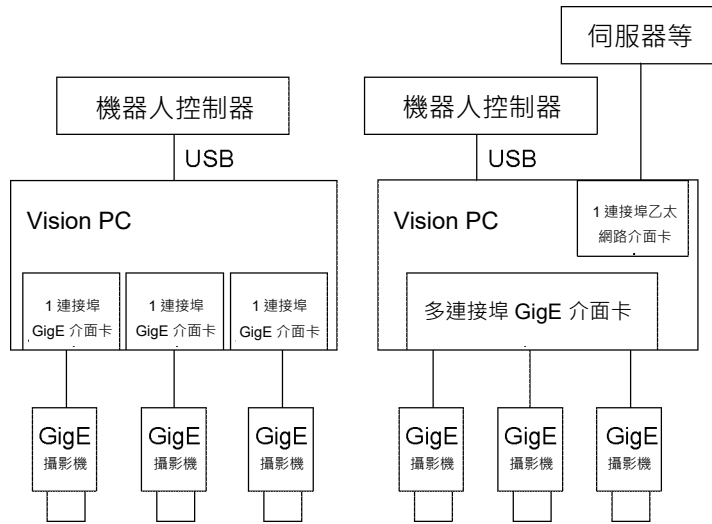 機器人控制器
USB
Vision PC
1 連接埠
GigE 介面卡
1 連接埠
GigE 介面卡
1 連接埠
GigE 介面卡
GigE
攝影機
GigE
攝影機
GigE
攝影機
伺服器等
機器人控制器
USB
Vision PC
1 連接埠乙太
網路介面卡
多連接埠 GigE 介面卡
GigE
攝影機
GigE
攝影機
GigE
攝影機